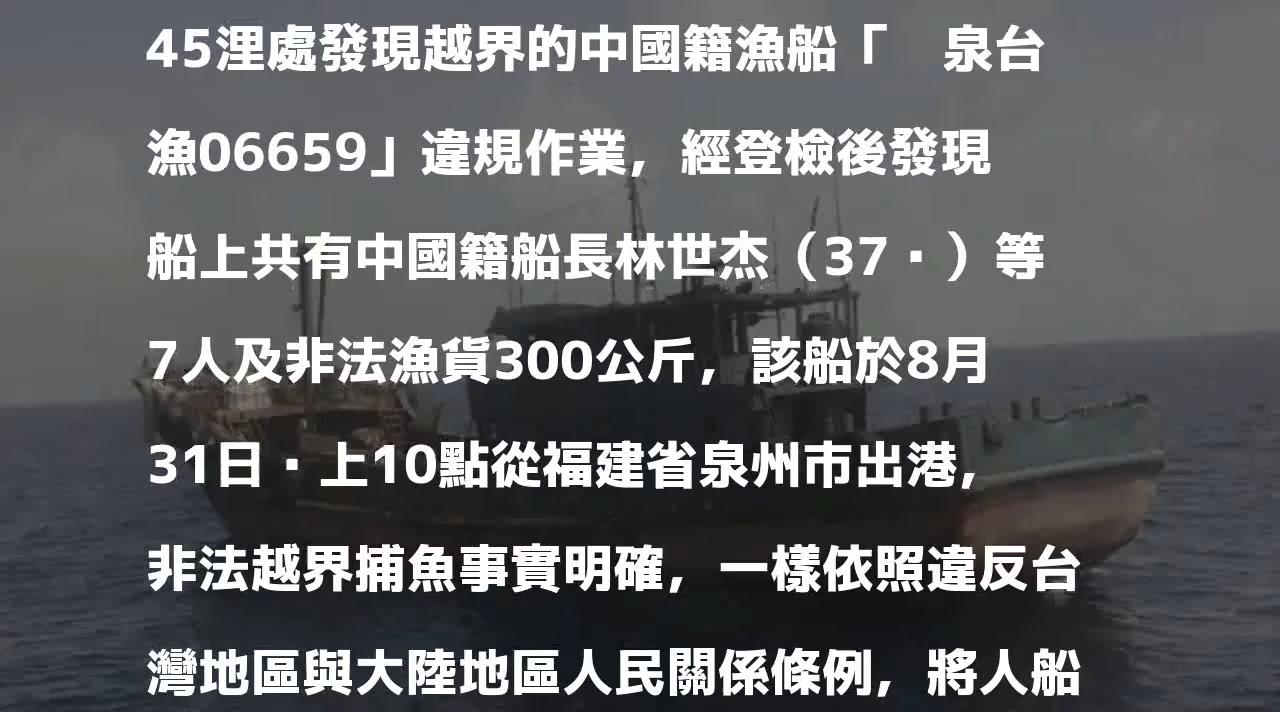 45浬處發現越界的中國籍漁船「　泉台
漁06659」違規作業，經登檢後發現
船上共有中國籍船長林世杰（37‧）等
7人及非法漁貨300公斤，該船於8月
31日‧上10點從福建省泉州市出港，
非法越界捕魚事實明確，一樣依照違反台
灣地區與大陸地區人民關係條例，將人船